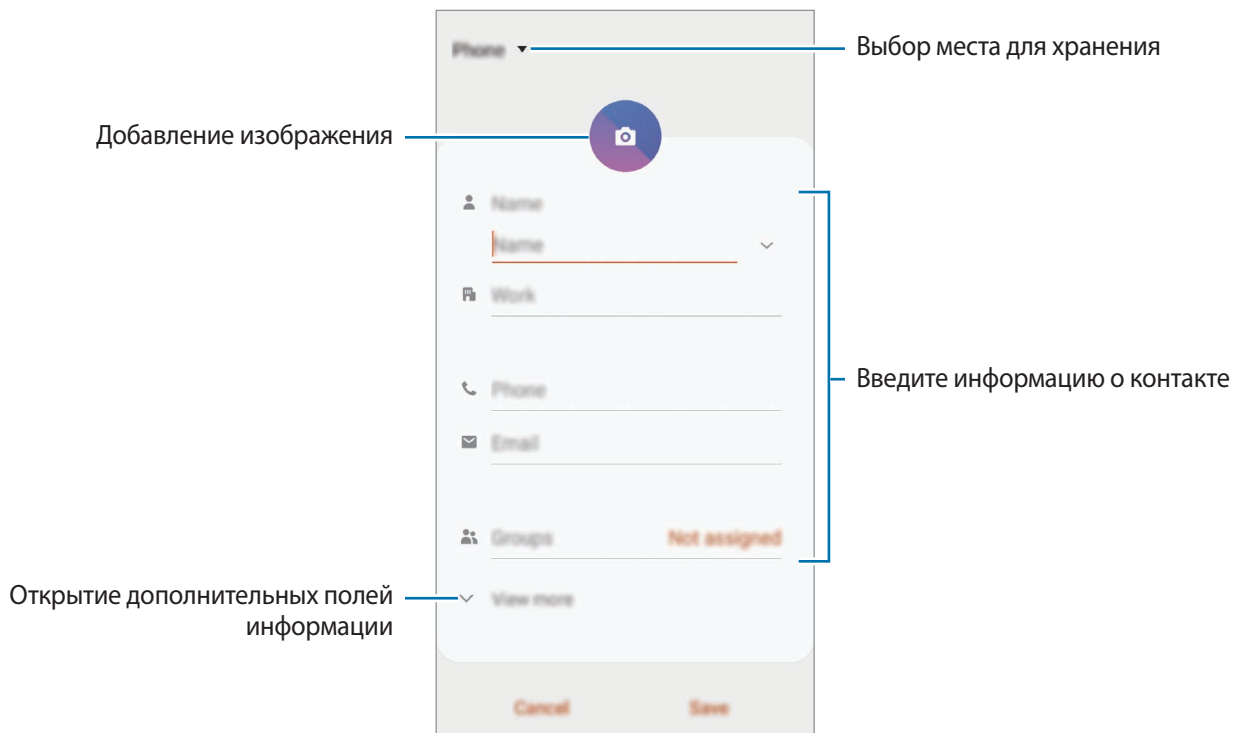 Phone
Выбор места для хранения
Добавление изображения
Name
Name
Work
Введите информацию о контакте
Phone
Email
Groups Not assigned
Открытие дополнительных полей
информации
View more
Cancel Save